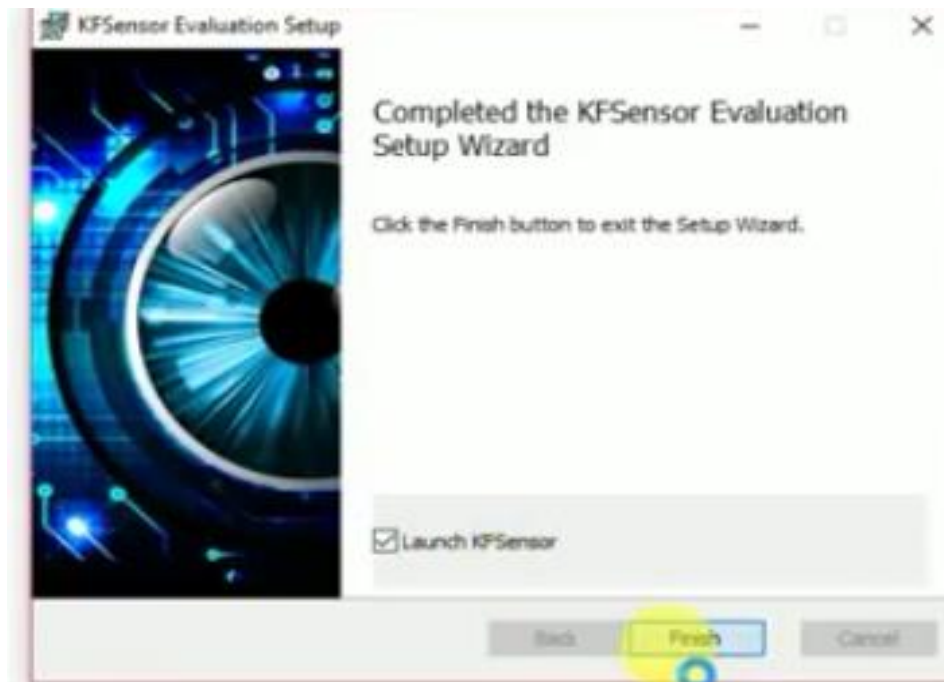 KFSensor Evaluation Setup
Completed the KFSensor Evaluation
Setup Wizard
Click the Finish button to exit the Setup Wizard.
Launch KFSensor
Back
Finish
Cancel